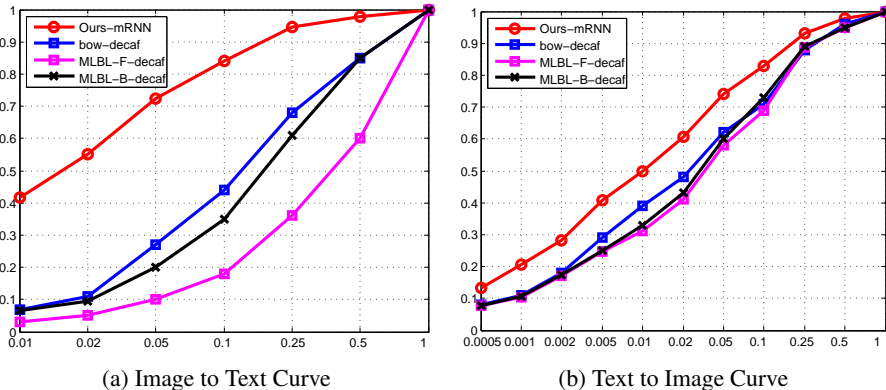 1
0.9
0.8
0.7
0.6
0.5
0.4
0.3
0.2
0.1
0
0.01 0.02 0.05 0.1 0.25 0.5 1
Ours−mRNN
bow−decaf
MLBL−F−decaf
MLBL−B−decaf
(a) Image to Text Curve
1
0.9
0.8
0.7
0.6
0.5
0.4
0.3
0.2
0.1
0
0.0005 0.001 0.002 0.005 0.01 0.02 0.05 0.1 0.25 0.5 1
Ours−mRNN
bow−decaf
MLBL−F−decaf
MLBL−B−decaf
(b) Text to Image Curve